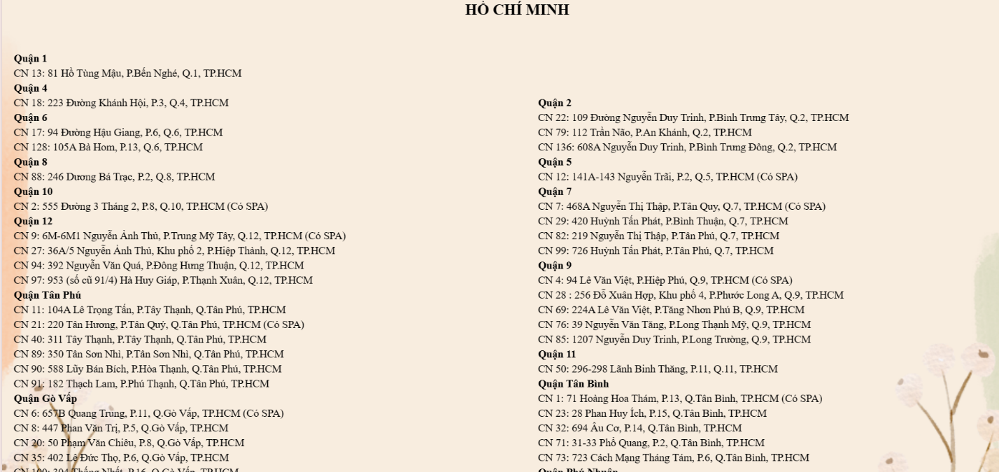 HỒ CHÍ MINH
Quận 1
CN 13: 81 Hồ Tùng Mậu, P.Bến Nghé, Q.1, TP.HCM
Quận 4
CN 18: 223 Đường Khánh Hội, P.3, Q.4, TP.HCM
Quận 6
CN 17: 94 Đường Hậu Giang, P.6, Q.6, TP.HCM
CN 128: 105A Bà Hom, P.13, Q.6, TP.HCM
Quận 8
CN 88: 246 Dương Bá Trạc, P.2, Q.8, TP.HCM
Quận 10
CN 2: 555 Đường 3 Tháng 2, P.8, Q.10, TP.HCM (Có SPA)
Quận 12
CN 9: 6M-6M1 Nguyễn Ảnh Thủ, P.Trung Mỹ Tây, Q.12, TP.HCM (Có SPA)
CN 27: 36A/5 Nguyễn Ảnh Thủ, Khu phố 2, P.Hiệp Thành, Q.12, TP.HCM
CN 94: 392 Nguyễn Văn Quá, P.Đông Hưng Thuận, Q.12, TP.HCM
CN 97: 953 (số cũ 91/4) Hà Huy Giáp, P.Thạnh Xuân, Q.12, TP.HCM
Quận Tân Phú
CN 11: 104A Lê Trọng Tấn, P.Tây Thạnh, Q.Tân Phú, TP.HCM
CN 21: 220 Tân Hương, P.Tân Quý, Q.Tân Phú, TP.HCM (Có SPA)
CN 40: 311 Tây Thạnh, P.Tây Thạnh, Q.Tân Phú, TP.HCM
CN 89: 350 Tân Sơn Nhì, P.Tân Sơn Nhì, Q.Tân Phú, TP.HCM
CN 90: 588 Lũy Bán Bích, P.Hòa Thạnh, Q.Tân Phú, TP.HCM
CN 91: 182 Thạch Lam, P.Phú Thạnh, Q.Tân Phú, TP.HCM
Quận Gò Vấp
CN 6: 657B Quang Trung, P.11, Q.Gò Vấp, TP.HCM (Có SPA)
CN 8: 447 Phan Văn Trị, P.5, Q.Gò Vấp, TP.HCM
CN 20: 50 Phạm Văn Chiêu, P.8, Q.Gò Vấp, TP.HCM
CN 35: 402 Lê Đức Thọ, P.6, Q.Gò Vấp, TP.HCM
CN 100: 304 Thống Nhất, P.16, Q.Gò Vấp, TP.HCM
Quận 2
CN 22: 109 Đường Nguyễn Duy Trinh, P.Bình Trưng Tây, Q.2, TP.HCM
CN 79: 112 Trần Não, P.An Khánh, Q.2, TP.HCM
CN 136: 608A Nguyễn Duy Trinh, P.Bình Trưng Đông, Q.2, TP.HCM
Quận 5
CN 12: 141A-143 Nguyễn Trãi, P.2, Q.5, TP.HCM (Có SPA)
Quận 7
CN 7: 468A Nguyễn Thị Thập, P.Tân Quy, Q.7, TP.HCM (Có SPA)
CN 29: 420 Huỳnh Tấn Phát, P.Bình Thuận, Q.7, TP.HCM
CN 82: 219 Nguyễn Thị Thập, P.Tân Phú, Q.7, TP.HCM
CN 99: 726 Huỳnh Tấn Phát, P.Tân Phú, Q.7, TP.HCM
Quận 9
CN 4: 94 Lê Văn Việt, P.Hiệp Phú, Q.9, TP.HCM (Có SPA)
CN 28 : 256 Đỗ Xuân Hợp, Khu phố 4, P.Phước Long A, Q.9, TP.HCM
CN 69: 224A Lê Văn Việt, P.Tăng Nhơn Phú B, Q.9, TP.HCM
CN 76: 39 Nguyễn Văn Tăng, P.Long Thạnh Mỹ, Q.9, TP.HCM
CN 85: 1207 Nguyễn Duy Trinh, P.Long Trường, Q.9, TP.HCM
Quận 11
CN 50: 296-298 Lãnh Binh Thăng, P.11, Q.11, TP.HCM
Quận Tân Bình
CN 1: 71 Hoàng Hoa Thám, P.13, Q.Tân Bình, TP.HCM (Có SPA)
CN 23: 28 Phan Huy Ích, P.15, Q.Tân Bình, TP.HCM
CN 32: 694 Âu Cơ, P.14, Q.Tân Bình, TP.HCM
CN 71: 31-33 Phổ Quang, P.2, Q.Tân Bình, TP.HCM
CN 73: 723 Cách Mạng Tháng Tám, P.6, Q.Tân Bình, TP.HCM
Quận Phú Nhuận